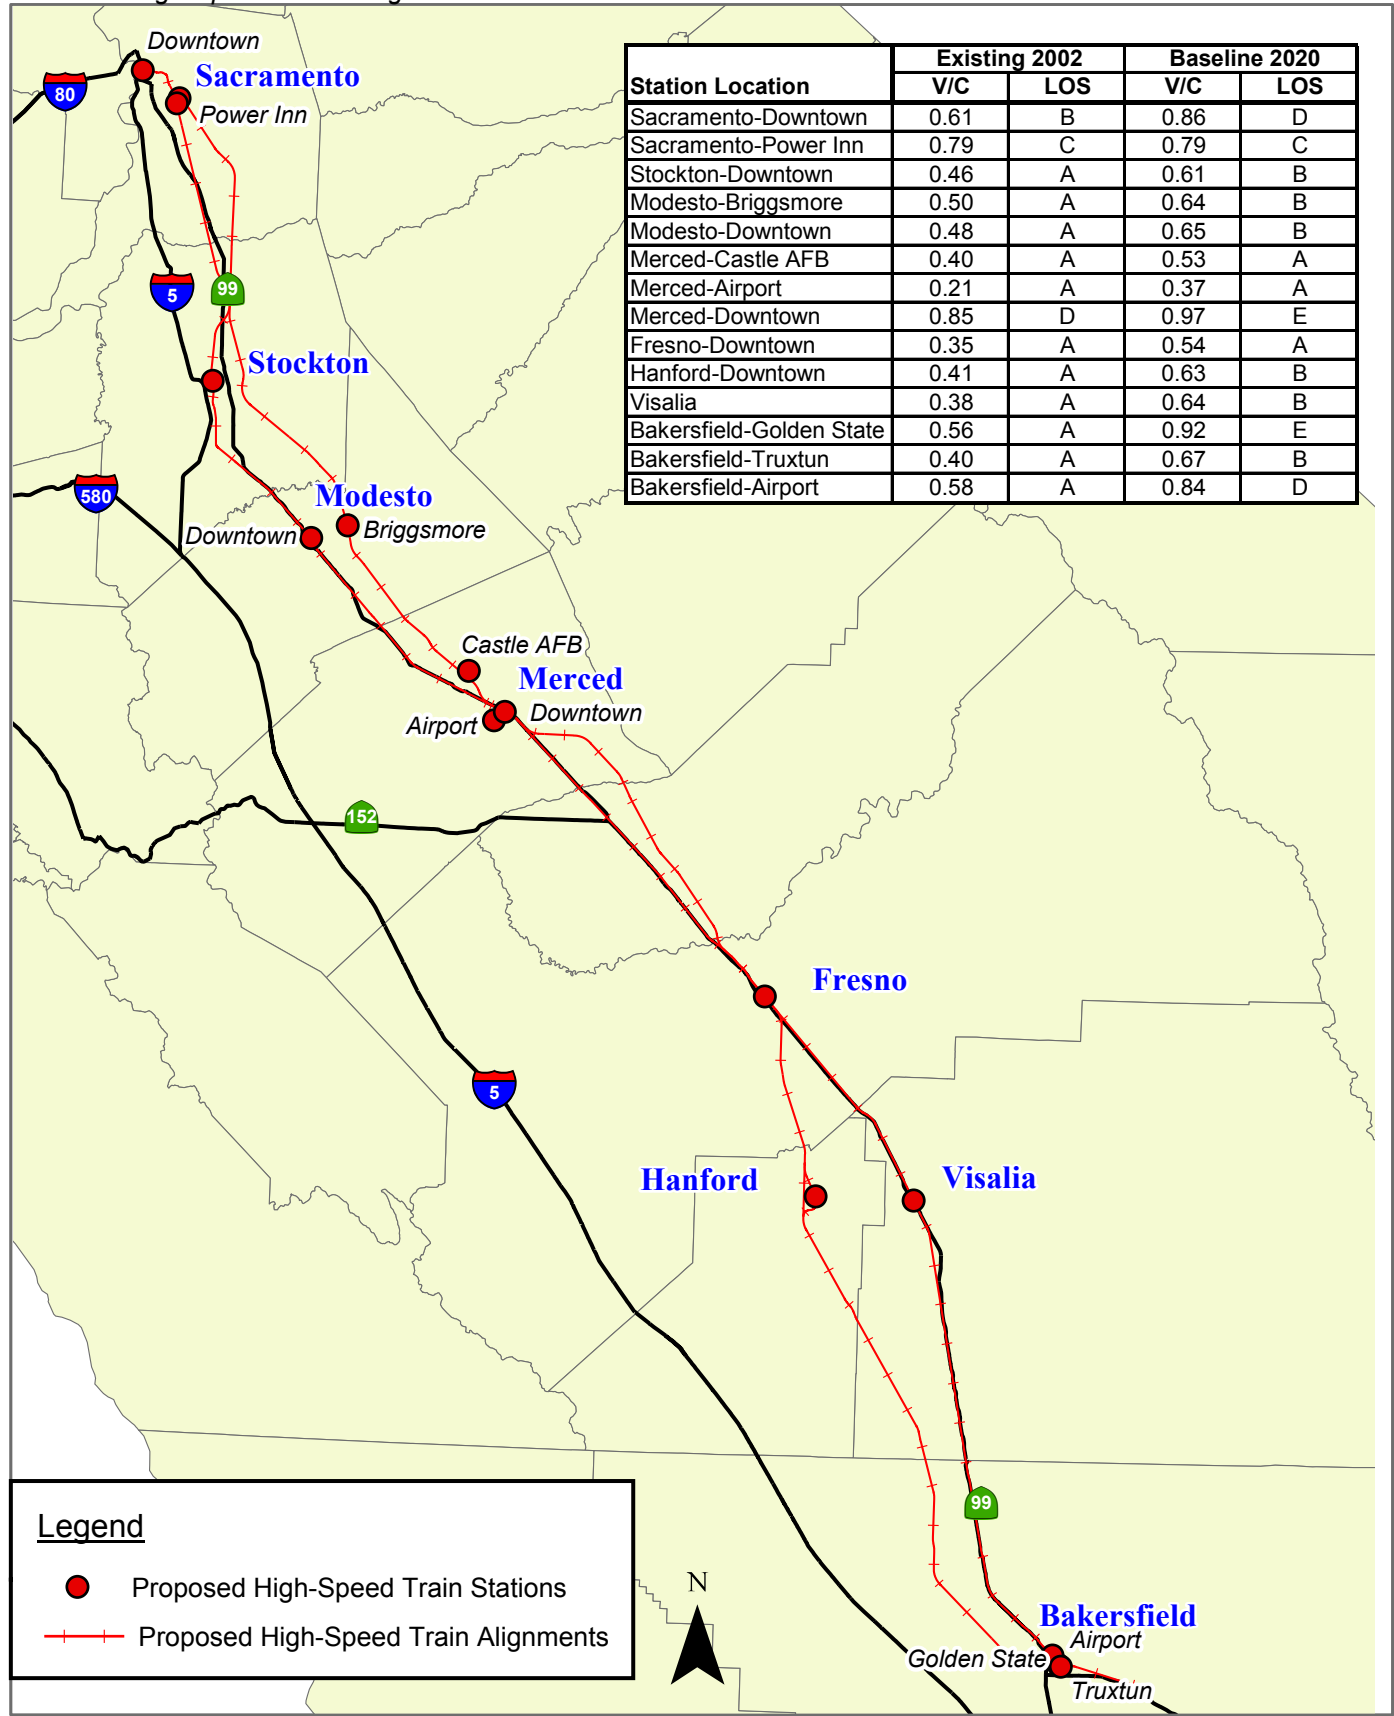 Downtown
Sacramento
80
Power Inn
Existing 2002 Baseline 2020
Station Location V/C LOS V/C LOS
Sacramento-Downtown 0.61 B 0.86 D
Sacramento-Power Inn 0.79 C 0.79 C
Stockton-Downtown 0.46 A 0.61 B
Modesto-Briggsmore 0.50 A 0.64 B
Modesto-Downtown 0.48 A 0.65 B
Merced-Castle AFB 0.40 A 0.53 A
Merced-Airport 0.21 A 0.37 A
Merced-Downtown 0.85 D 0.97 E
Fresno-Downtown 0.35 A 0.54 A
Hanford-Downtown 0.41 A 0.63 B
Visalia 0.38 A 0.64 B
Bakersfield-Golden State 0.56 A 0.92 E
Bakersfield-Truxtun 0.40 A 0.67 B
Bakersfield-Airport 0.58 A 0.84 D
5
99
Stockton
580
Modesto
Downtown
Briggsmore
Castle AFB
Merced
Airport
Downtown
152
Fresno
5
Hanford
Visalia
99
Legend
Proposed High-Speed Train Stations
Proposed High-Speed Train Alignments
N
Bakersfield
Airport
Golden State
Truxtun